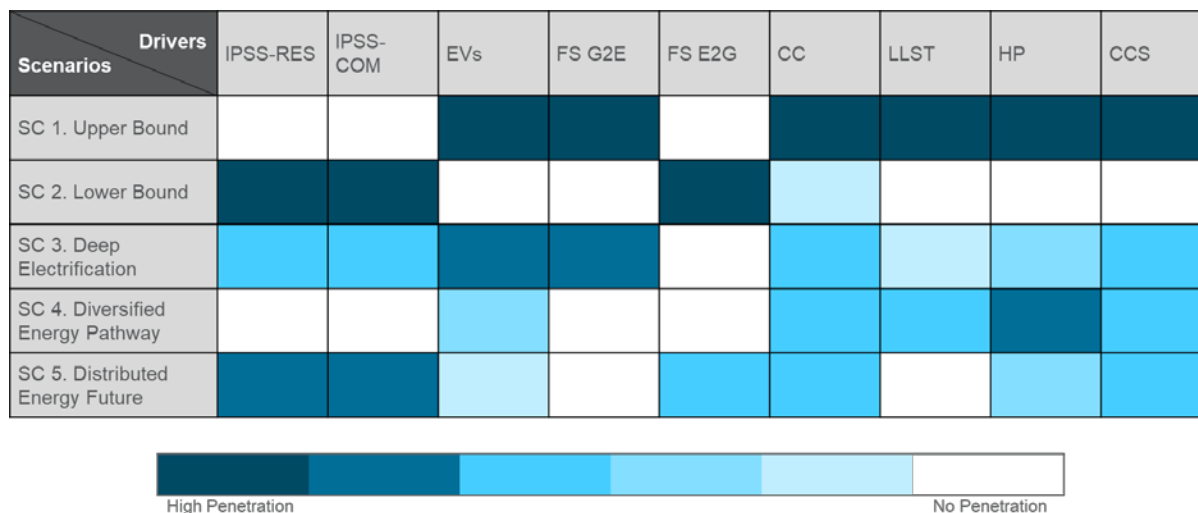 Drivers
Scenarios
IPSS-RES
IPSS-
COM
EVs
FS G2E
FS E2G
CC
LLST
HP
CCS
SC 1. Upper Bound
SC 2. Lower Bound
SC 3. Deep
Electrification
SC 4. Diversified
Energy Pathway
SC 5. Distributed
Energy Future
High Penetration
No Penetration